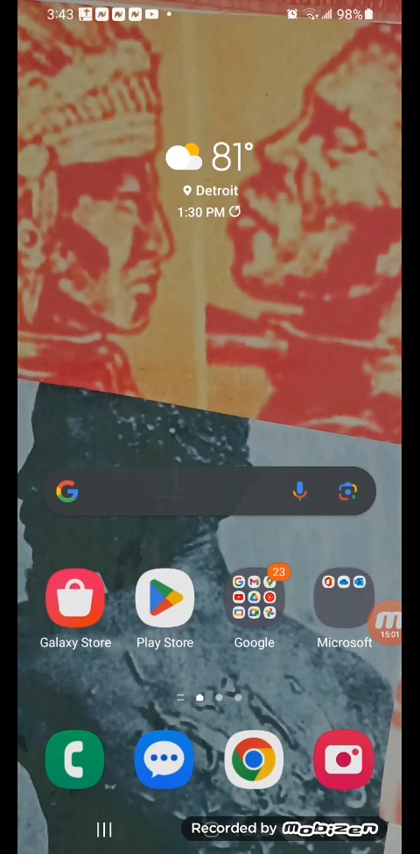 3:43
98%
81°
Detroit
1:30 PM
23
15:01
Galaxy Store
Play Store
Google
Microsoft
Recorded by mobizen